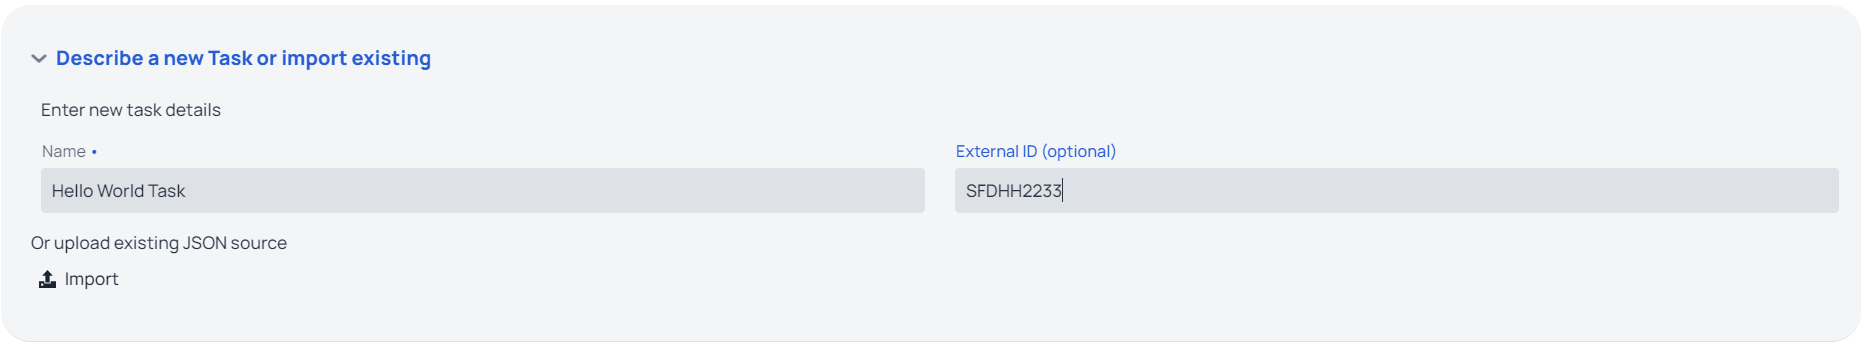 Describe a new Task or import existing
Enter new task details
Name •
External ID (optional)
Hello World Task
SFDHH2233
Or upload existing JSON source
Import